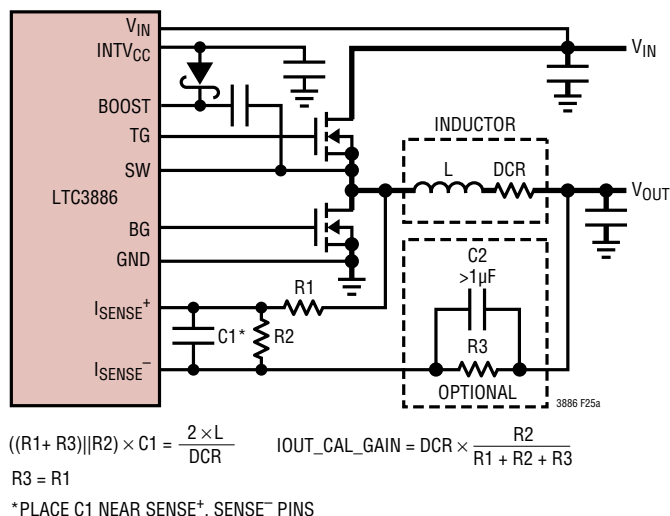 V_IN
INTV_CC
BOOST
TG
SW
LTC3886
BG
GND
I_SENSE^+
I_SENSE^–
V_IN
INDUCTOR
L DCR
V_OUT
R1
C1* R2
C2
>1µF
R3
OPTIONAL
3886 F25a
((R1+ R3)||R2) × C1 = 2 × L / DCR
IOUT_CAL_GAIN = DCR × R2 / R1 + R2 + R3
R3 = R1
*PLACE C1 NEAR SENSE^+, SENSE^– PINS